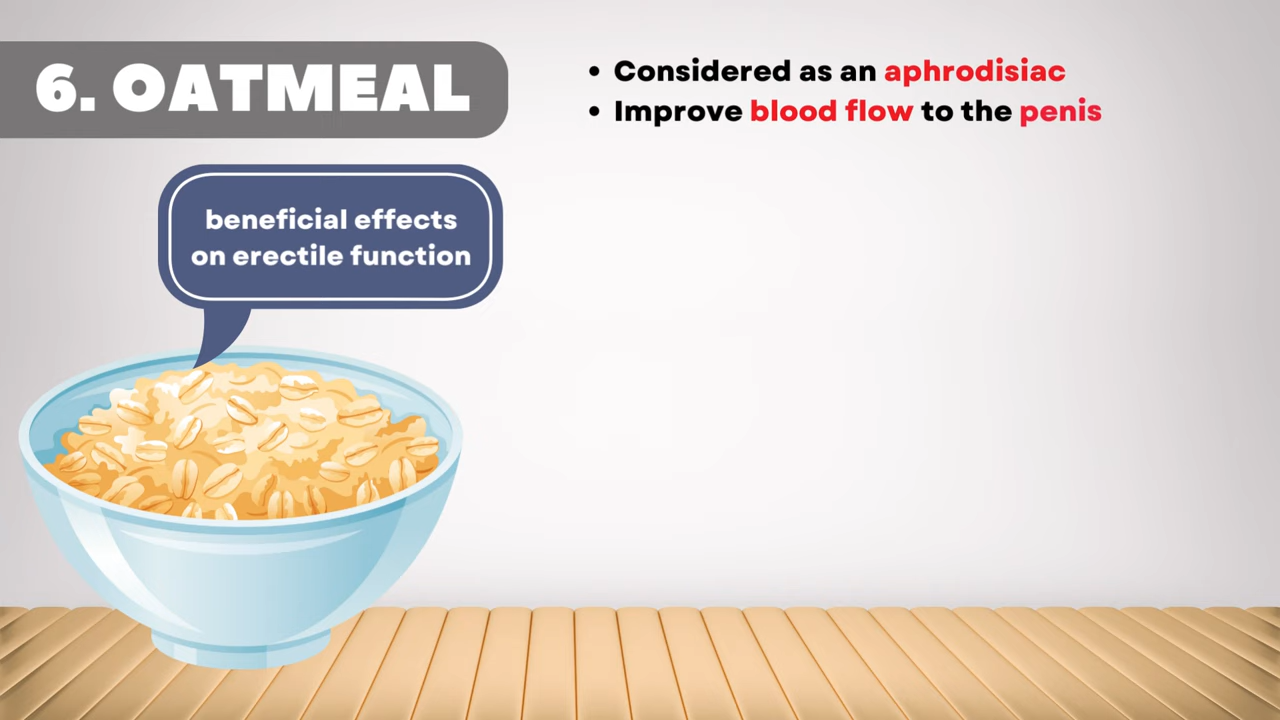 6. OATMEAL
• Considered as an aphrodisiac
• Improve blood flow to the penis
beneficial effects
on erectile function